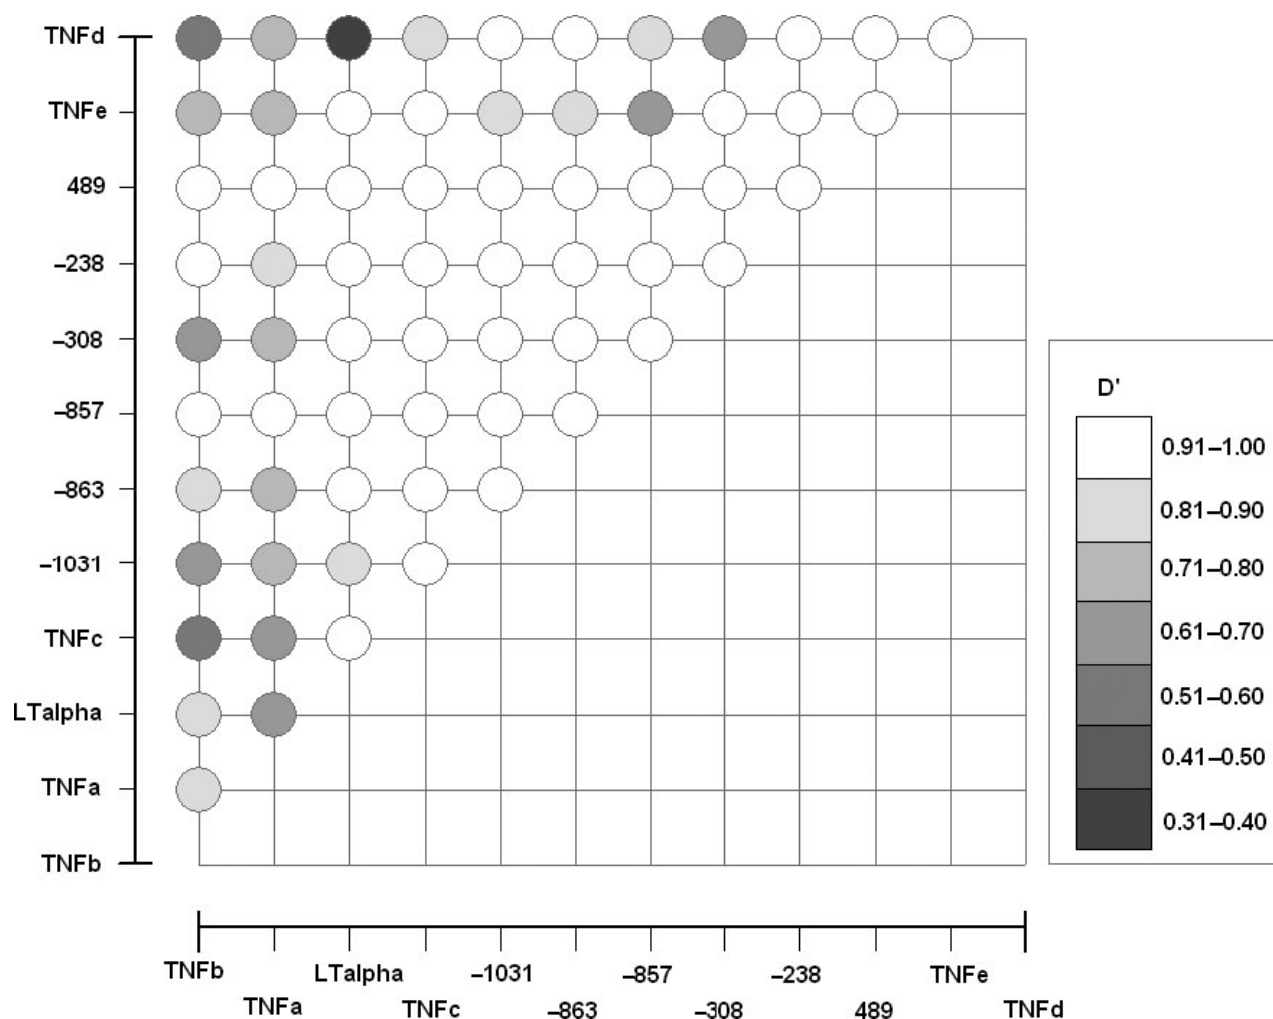 TNFd
TNFe
489
–238
–308
–857
–863
–1031
TNFc
LTalpha
TNFa
TNFb
D'
0.91–1.00
0.81–0.90
0.71–0.80
0.61–0.70
0.51–0.60
0.41–0.50
0.31–0.40
TNFb LTalpha –1031 –857 –238 TNFe
TNFa TNFc –863 –308 489 TNFd